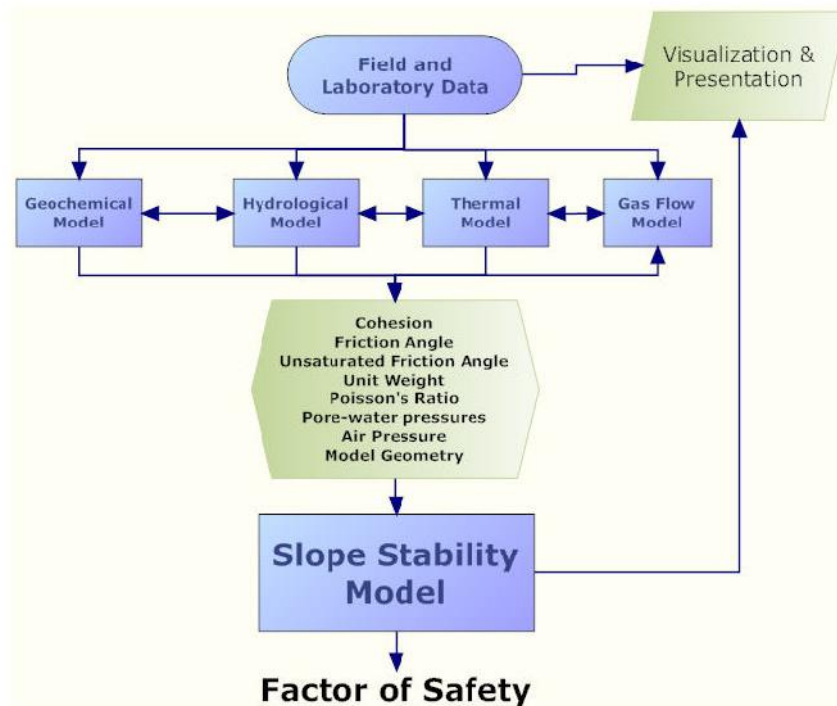 Field and
Laboratory Data
Visualization &
Presentation
Geochemical
Model
Hydrological
Model
Thermal
Model
Gas Flow
Model
Cohesion
Friction Angle
Unsaturated Friction Angle
Unit Weight
Poisson's Ratio
Pore-water pressures
Air Pressure
Model Geometry
Slope Stability
Model
Factor of Safety